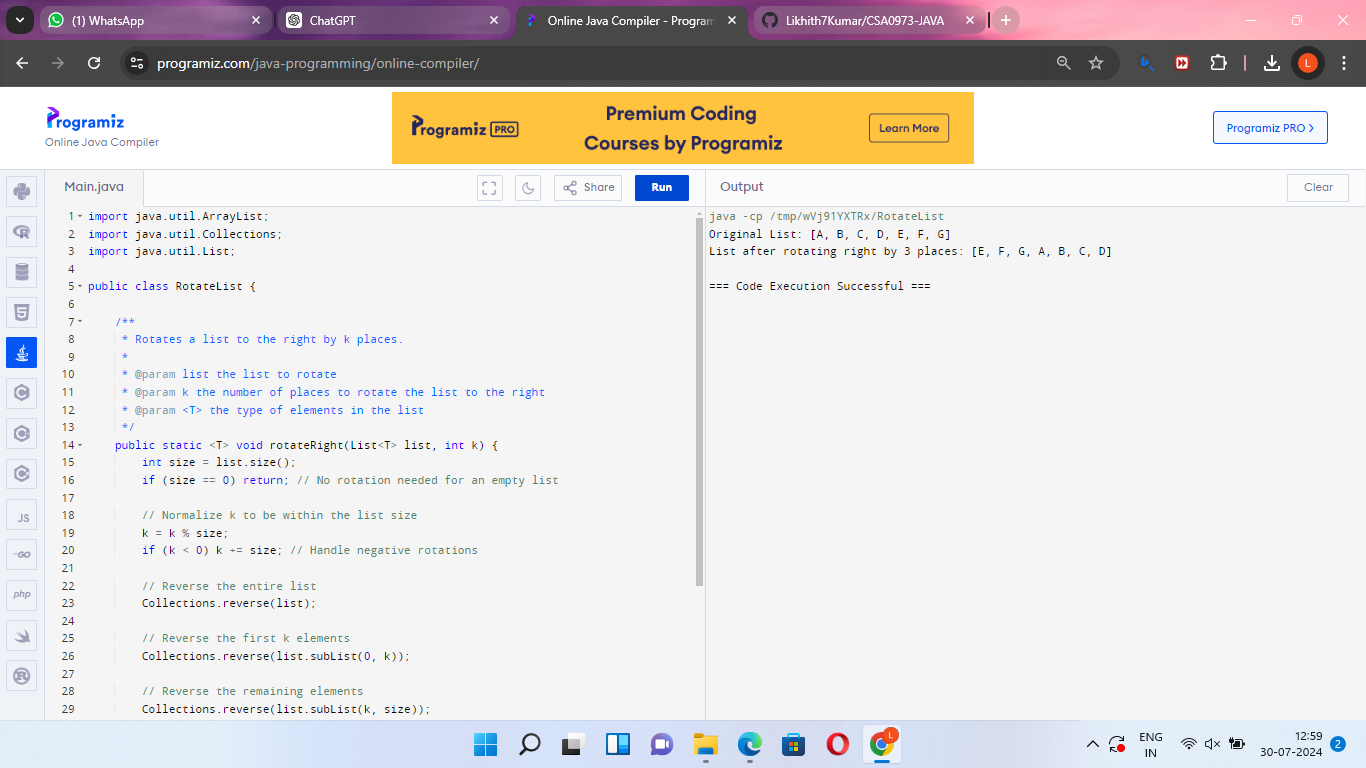 (1) WhatsApp
ChatGPT
Online Java Compiler - Program
Likhith7Kumar/CSA0973-JAVA
programiz.com/java-programming/online-compiler/
L
Programiz
Online Java Compiler
Programiz PRO
Premium Coding
Courses by Programiz
Learn More
Programiz PRO
Main.java
Share
Run
Output
Clear
1 import java.util.ArrayList;
2 import java.util.Collections;
3 import java.util.List;
4
5 public class RotateList {
6
7 /**
8 * Rotates a list to the right by k places.
9 *
10 * @param list the list to rotate
11 * @param k the number of places to rotate the list to the right
12 * @param <T> the type of elements in the list
13 */
14 public static <T> void rotateRight(List<T> list, int k) {
15 int size = list.size();
16 if (size == 0) return; // No rotation needed for an empty list
17
18 // Normalize k to be within the list size
19 k = k % size;
20 if (k < 0) k += size; // Handle negative rotations
21
22 // Reverse the entire list
23 Collections.reverse(list);
24
25 // Reverse the first k elements
26 Collections.reverse(list.subList(0, k));
27
28 // Reverse the remaining elements
29 Collections.reverse(list.subList(k, size));
java -cp /tmp/wVj91YXTRx/RotateList
Original List: [A, B, C, D, E, F, G]
List after rotating right by 3 places: [E, F, G, A, B, C, D]
=== Code Execution Successful ===
JS
GO
php
L
ENG
IN
12:59
30-07-2024
2